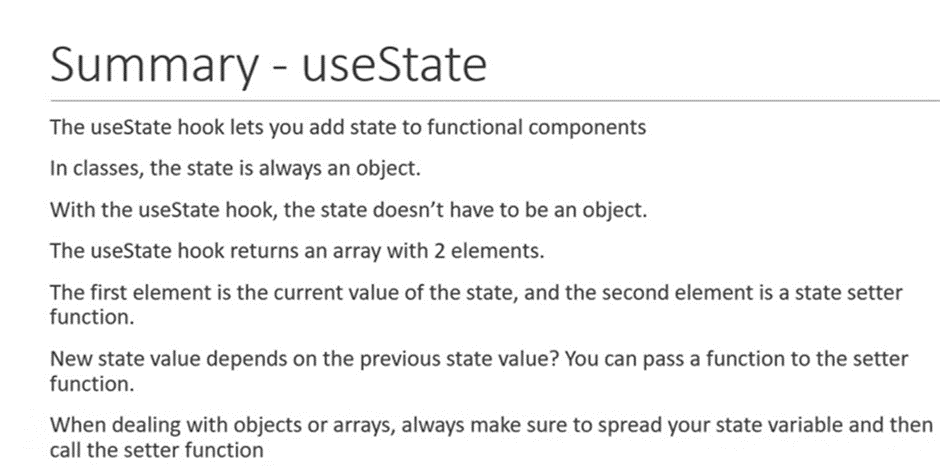 Summary - useState
The useState hook lets you add state to functional components
In classes, the state is always an object.
With the useState hook, the state doesn’t have to be an object.
The useState hook returns an array with 2 elements.
The first element is the current value of the state, and the second element is a state setter
function.
New state value depends on the previous state value? You can pass a function to the setter
function.
When dealing with objects or arrays, always make sure to spread your state variable and then
call the setter function